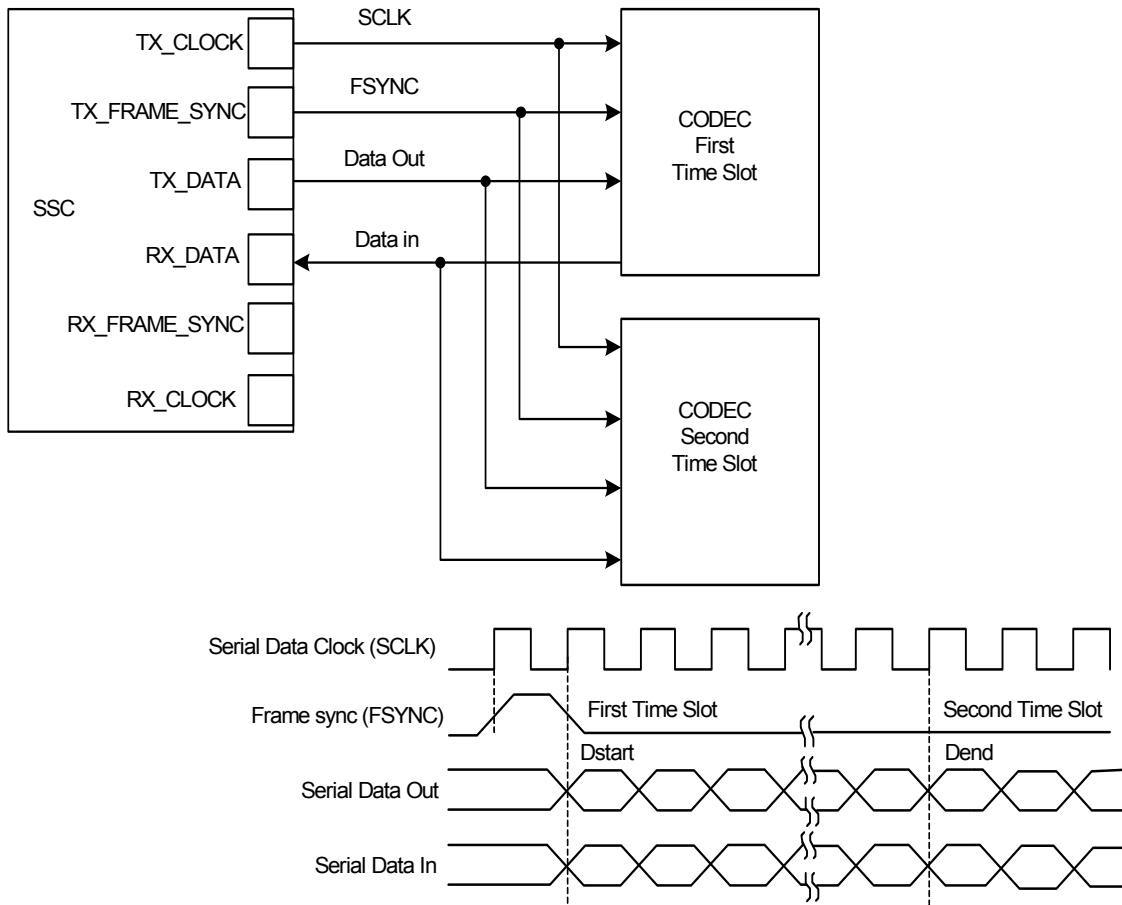 SCLK
TX_CLOCK
FSYNC
TX_FRAME_SYNC
CODEC
First
Time Slot
Data Out
TX_DATA
SSC
Data in
RX_DATA
RX_FRAME_SYNC
RX_CLOCK
CODEC
Second
Time Slot
Serial Data Clock (SCLK)
Frame sync (FSYNC)
First Time Slot
Second Time Slot
Dstart
Dend
Serial Data Out
Serial Data In